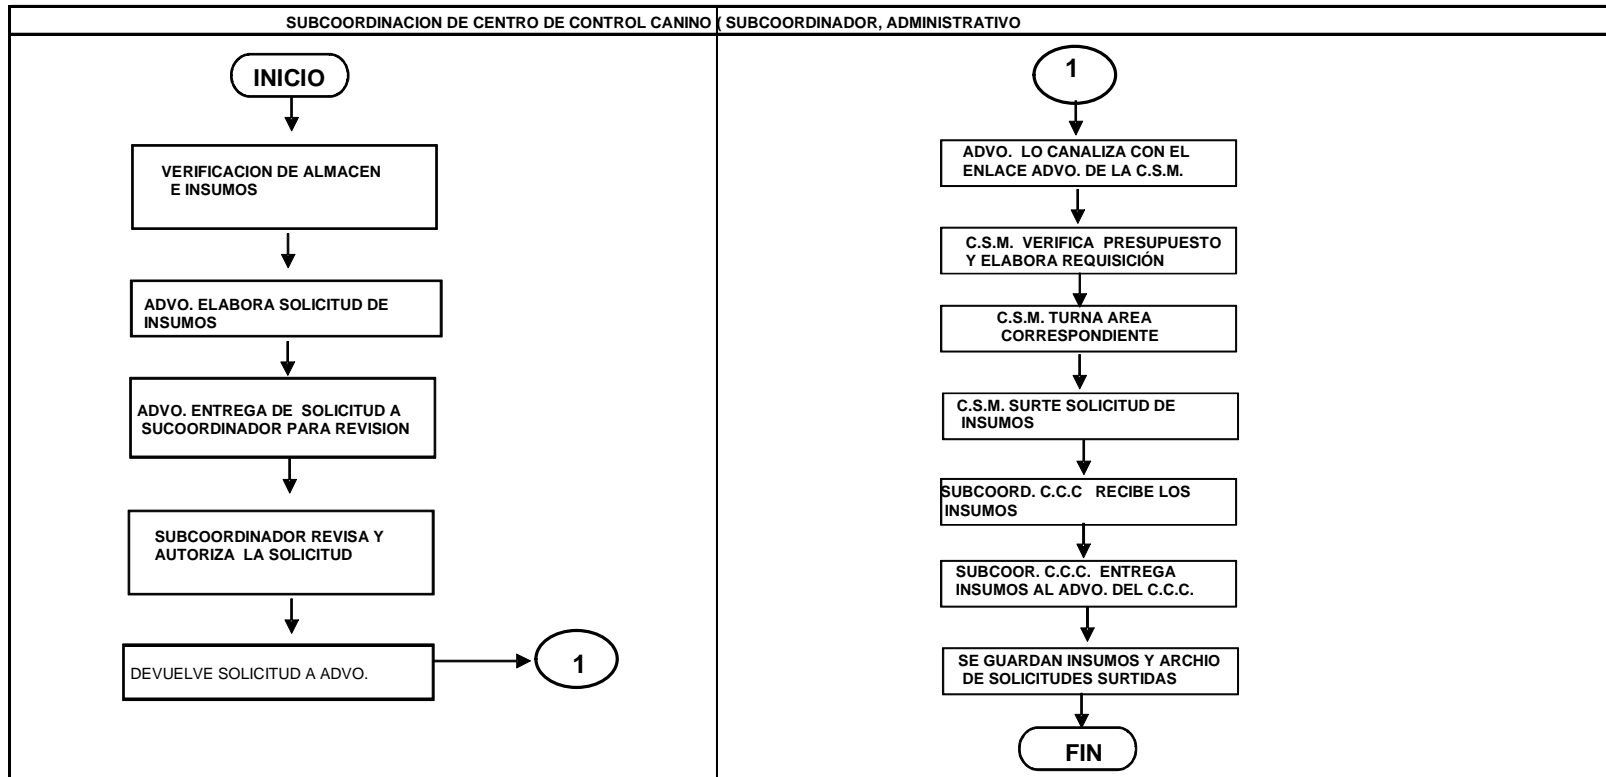 SUBCOORDINACION DE CENTRO DE CONTROL CANINO ( SUBCOORDINADOR, ADMINISTRATIVO
INICIO
VERIFICACION DE ALMACEN
E INSUMOS
ADVO. ELABORA SOLICITUD DE
INSUMOS
ADVO. ENTREGA DE SOLICITUD A
SUCOORDINADOR PARA REVISION
SUBCOORDINADOR REVISA Y
AUTORIZA LA SOLICITUD
DEVUELVE SOLICITUD A ADVO.
1
1
ADVO. LO CANALIZA CON EL
ENLACE ADVO. DE LA C.S.M.
C.S.M. VERIFICA PRESUPUESTO
Y ELABORA REQUISICIÓN
C.S.M. TURNA AREA
CORRESPONDIENTE
C.S.M. SURTE SOLICITUD DE
INSUMOS
SUBCOORD. C.C.C RECIBE LOS
INSUMOS
SUBCOOR. C.C.C. ENTREGA
INSUMOS AL ADVO. DEL C.C.C.
SE GUARDAN INSUMOS Y ARCHIO
DE SOLICITUDES SURTIDAS
FIN